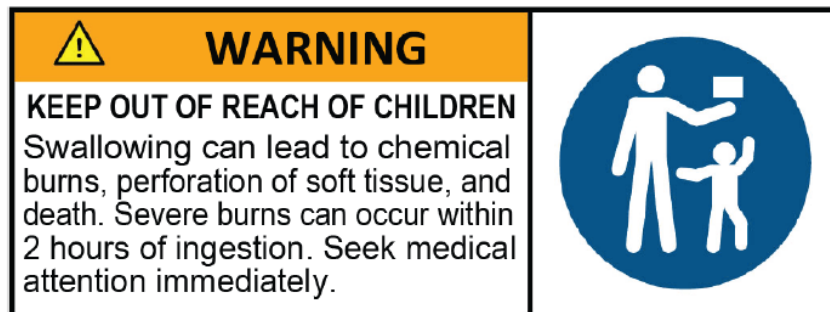 WARNING
KEEP OUT OF REACH OF CHILDREN
Swallowing can lead to chemical
burns, perforation of soft tissue, and
death. Severe burns can occur within
2 hours of ingestion. Seek medical
attention immediately.